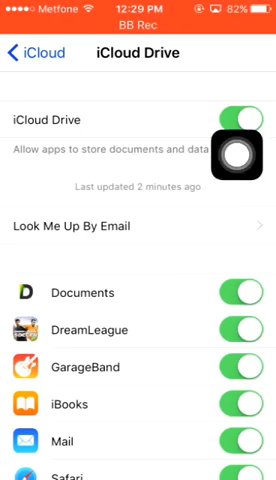 Metfone 12:29 PM 82%
BB Rec
iCloud iCloud Drive
iCloud Drive
Allow apps to store documents and data
Last updated 2 minutes ago
Look Me Up By Email
Documents
DreamLeague
GarageBand
iBooks
Mail
Safari